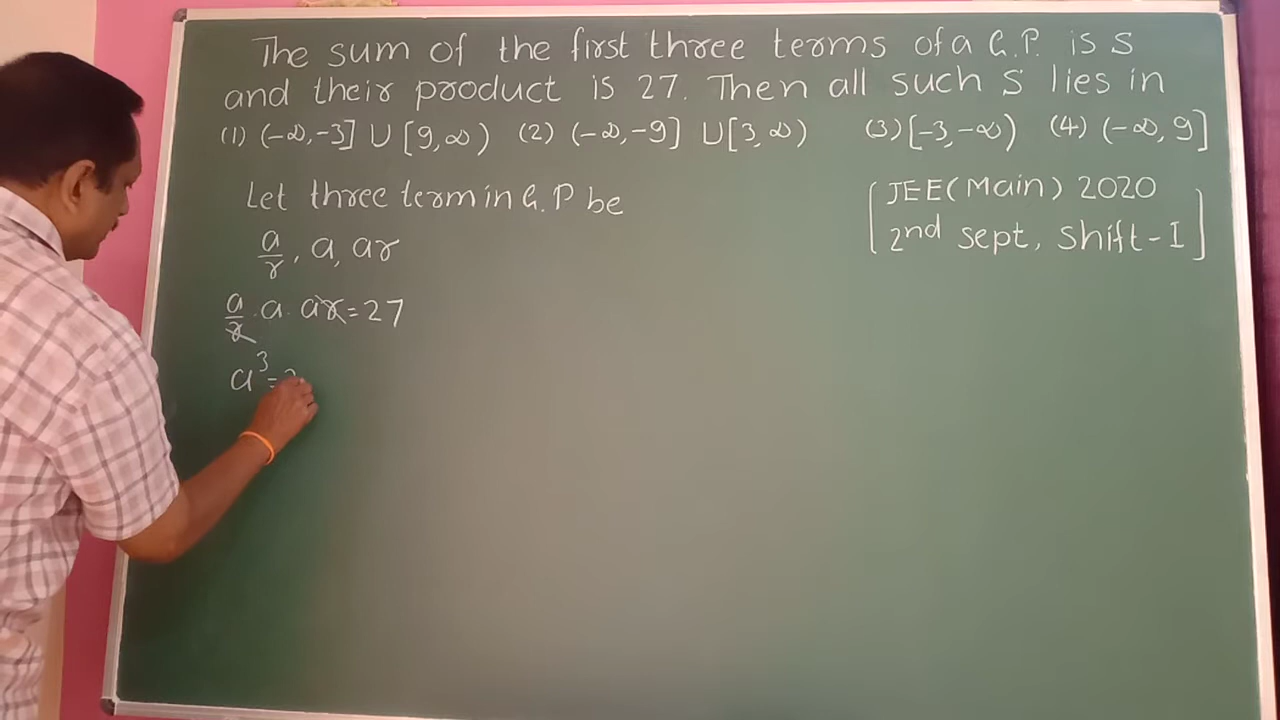 The sum of the first three terms of a G.P. is S
and their product is 27. Then all such S lies in
(1) (-∞,-3] ∪ [9,∞) (2) (-∞,-9] ∪[3,∞) (3)[-3,-∞) (4) (-∞,9]
Let three term in G.P be
[JEE(Main) 2020
2nd sept, Shift-I]
a/r, a, ar
a/r . a . ar = 27
a³ =